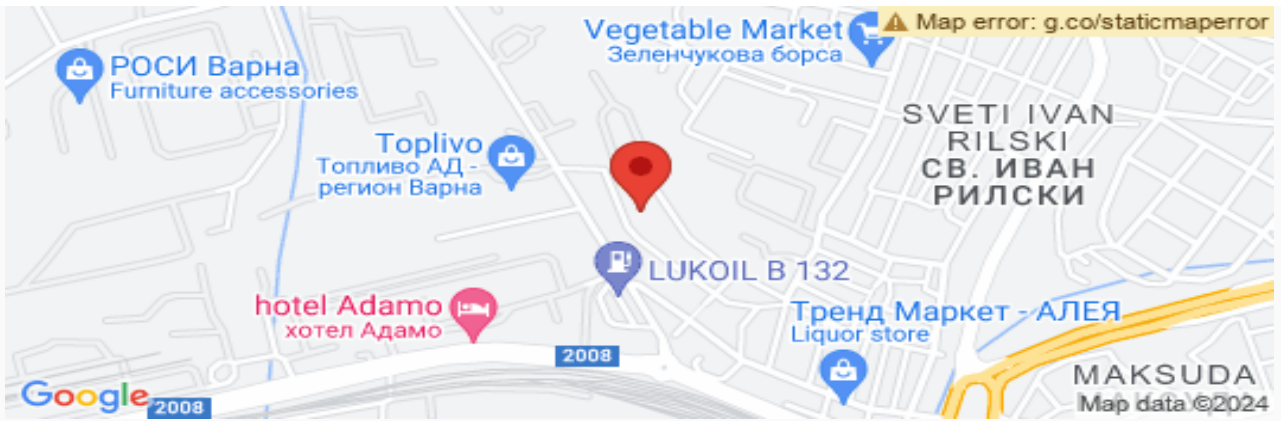 Map error: g.co/staticmaperror
Vegetable Market
Зеленчукова борса
РОСИ Варна
Furniture accessories
SVETI IVAN
RILSKI
СВ. ИВАН
РИЛСКИ
Toplivo
Топливо АД -
регион Варна
LUKOIL B 132
hotel Adamo
хотел Адамо
Тренд Маркет - АЛЕЯ
Liquor store
2008
MAKSUDA
Google
2008
Map data ©2024